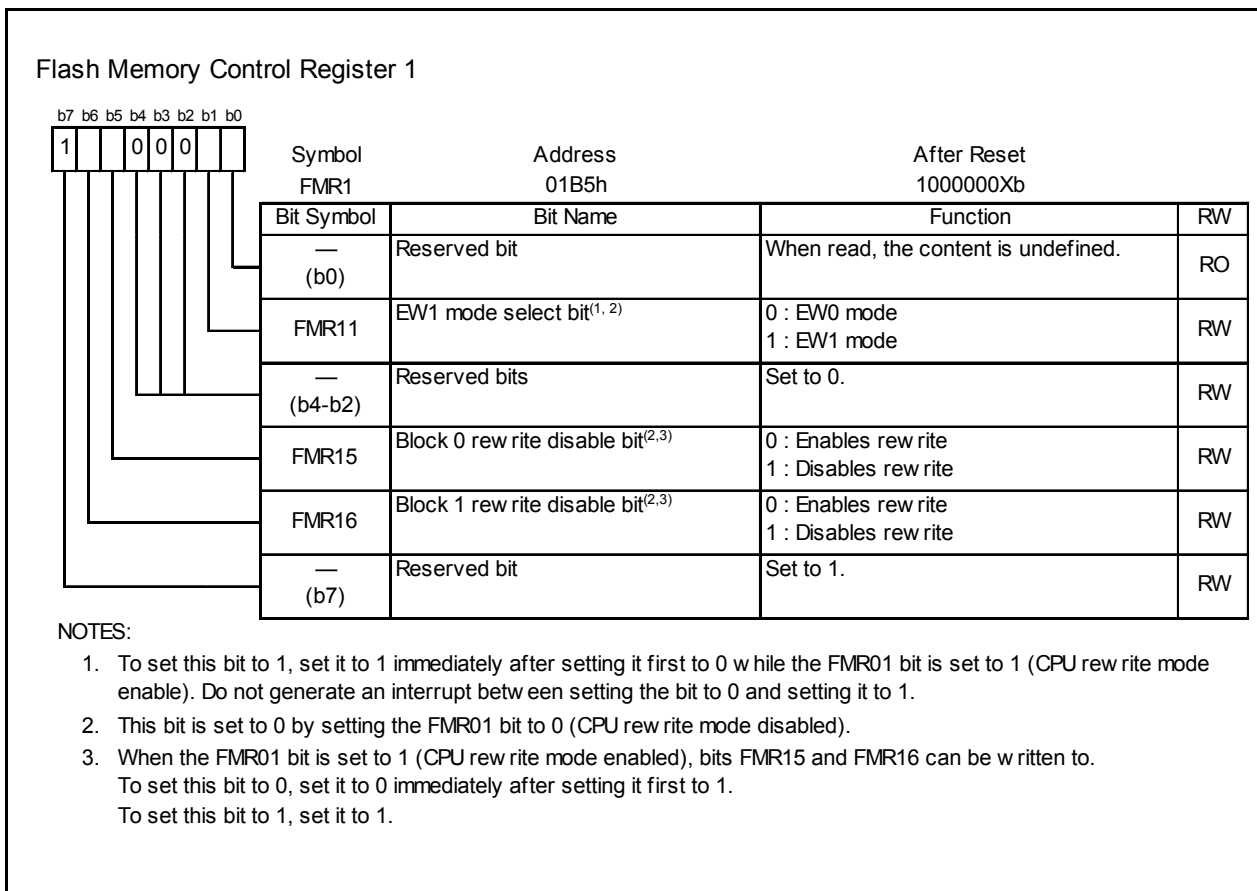 Flash Memory Control Register 1
b7 b6 b5 b4 b3 b2 b1 b0
1 0 0 0
Symbol Address After Reset
FMR1 01B5h 1000000Xb
Bit Symbol Bit Name Function RW
— Reserved bit When read, the content is undefined. RO
(b0)
FMR11 EW1 mode select bit(1, 2) 0 : EW0 mode RW
1 : EW1 mode
— Reserved bits Set to 0. RW
(b4-b2)
FMR15 Block 0 rew rite disable bit(2,3) 0 : Enables rew rite RW
1 : Disables rew rite
FMR16 Block 1 rew rite disable bit(2,3) 0 : Enables rew rite RW
1 : Disables rew rite
— Reserved bit Set to 1. RW
(b7)
NOTES:
1. To set this bit to 1, set it to 1 immediately after setting it first to 0 w hile the FMR01 bit is set to 1 (CPU rew rite mode
enable). Do not generate an interrupt betw een setting the bit to 0 and setting it to 1.
2. This bit is set to 0 by setting the FMR01 bit to 0 (CPU rew rite mode disabled).
3. When the FMR01 bit is set to 1 (CPU rew rite mode enabled), bits FMR15 and FMR16 can be w ritten to.
To set this bit to 0, set it to 0 immediately after setting it first to 1.
To set this bit to 1, set it to 1.